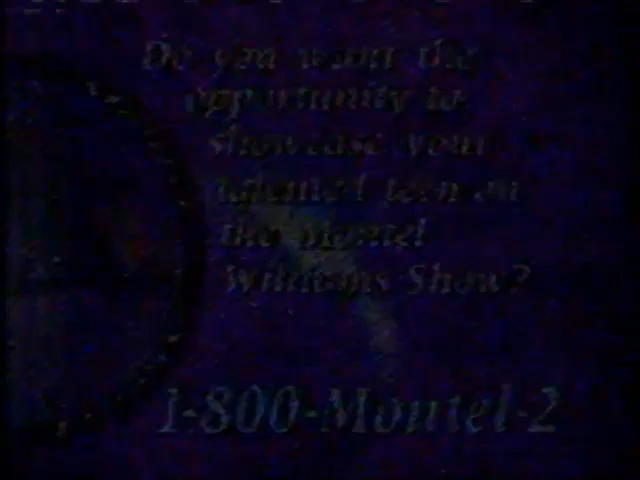 Do you want the
opportunity to
showcase your
talented teen on
the Montel
Williams Show?
1-800-Montel-2